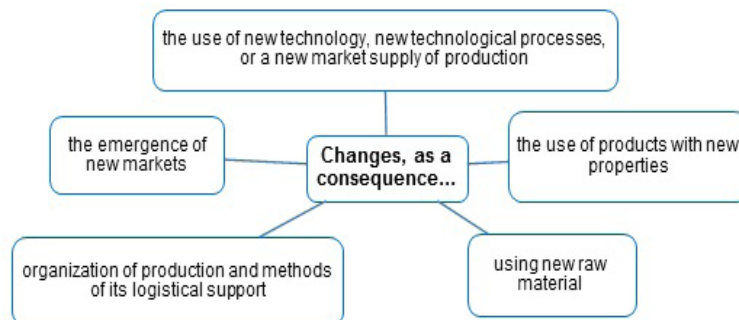 the use of new technology, new technological processes,
or a new market supply of production
the emergence of
new markets
Changes, as a
consequence...
the use of products with new
properties
organization of production and methods
of its logistical support
using new raw
material